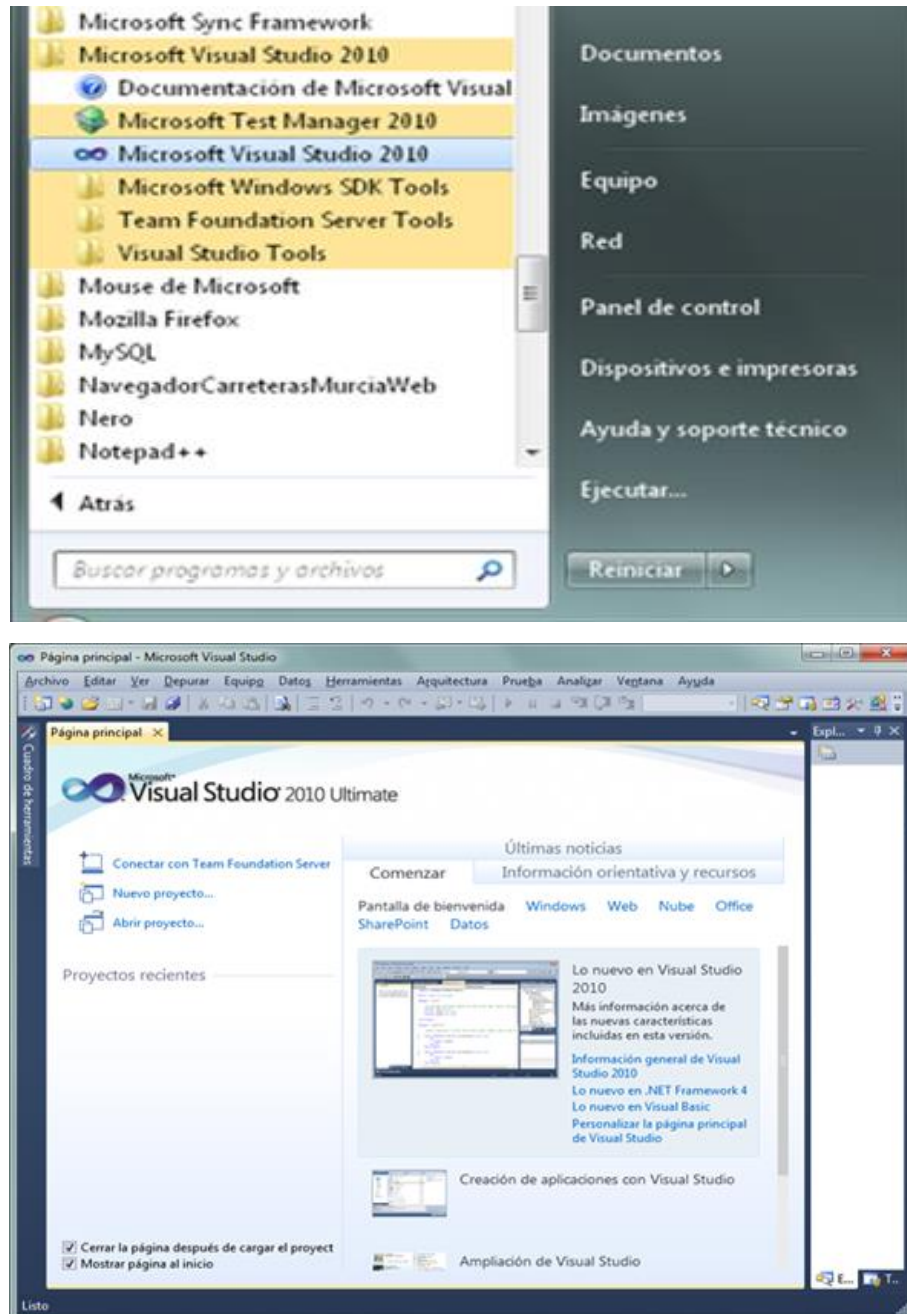 Microsoft Sync Framework
Microsoft Visual Studio 2010
Documentación de Microsoft Visual
Microsoft Test Manager 2010
Microsoft Visual Studio 2010
Microsoft Windows SDK Tools
Team Foundation Server Tools
Visual Studio Tools
Mouse de Microsoft
Mozilla Firefox
MySQL
NavegadorCarreterasMurciaWeb
Nero
Notepad++
Atrás
Buscar programas y archivos
Documentos
Imágenes
Equipo
Red
Panel de control
Dispositivos e impresoras
Ayuda y soporte técnico
Ejecutar...
Reiniciar
Página principal - Microsoft Visual Studio
Archivo Editar Ver Depurar Equipo Datos Herramientas Arquitectura Prueba Analizar Ventana Ayuda
Cuadro de herramientas
Página principal
Expl...
Microsoft
Visual Studio 2010 Ultimate
Conectar con Team Foundation Server
Nuevo proyecto...
Abrir proyecto...
Proyectos recientes
Últimas noticias
Comenzar
Información orientativa y recursos
Pantalla de bienvenida Windows Web Nube Office
SharePoint Datos
Lo nuevo en Visual Studio
2010
Más información acerca de
las nuevas características
incluidas en esta versión.
Información general de Visual
Studio 2010
Lo nuevo en .NET Framework 4
Lo nuevo en Visual Basic
Personalizar la página principal
de Visual Studio
Creación de aplicaciones con Visual Studio
Ampliación de Visual Studio
Cerrar la página después de cargar el proyect
Mostrar página al inicio
E... T..
Listo